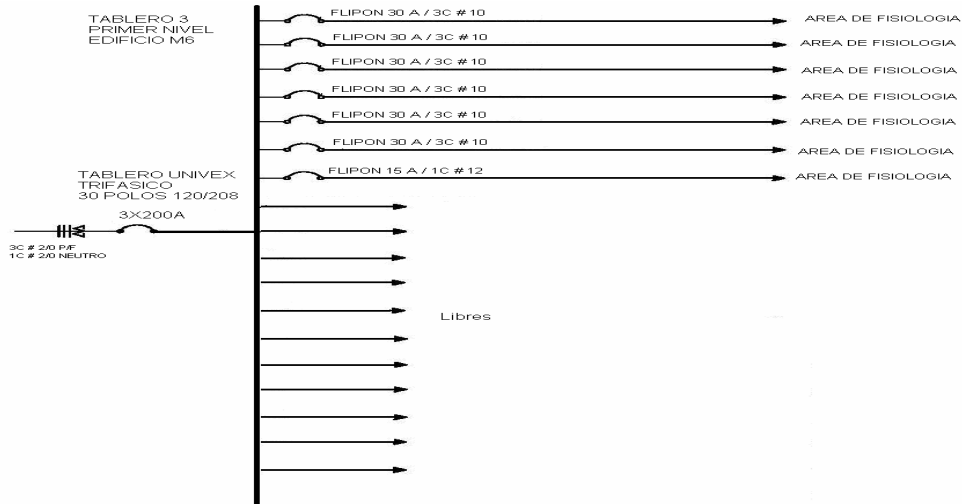 TABLERO 3
PRIMER NIVEL
EDIFICIO M6
FLIPON 30 A / 3C # 10
AREA DE FISIOLOGIA
FLIPON 30 A / 3C # 10
AREA DE FISIOLOGIA
FLIPON 30 A / 3C # 10
AREA DE FISIOLOGIA
FLIPON 30 A / 3C # 10
AREA DE FISIOLOGIA
FLIPON 30 A / 3C # 10
AREA DE FISIOLOGIA
FLIPON 30 A / 3C # 10
AREA DE FISIOLOGIA
FLIPON 15 A / 1C # 12
AREA DE FISIOLOGIA
TABLERO UNIVEX
TRIFASICO
30 POLOS 120/208
3X200A
3C # 2/0 P/F
1C # 2/0 NEUTRO
Libres